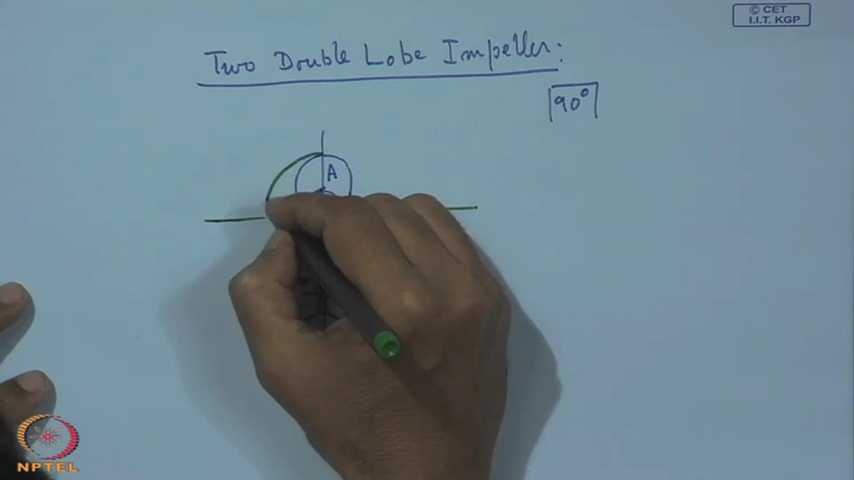 © CET
I.I.T. KGP
Two Double Lobe Impeller:
90°
A
NPTEL